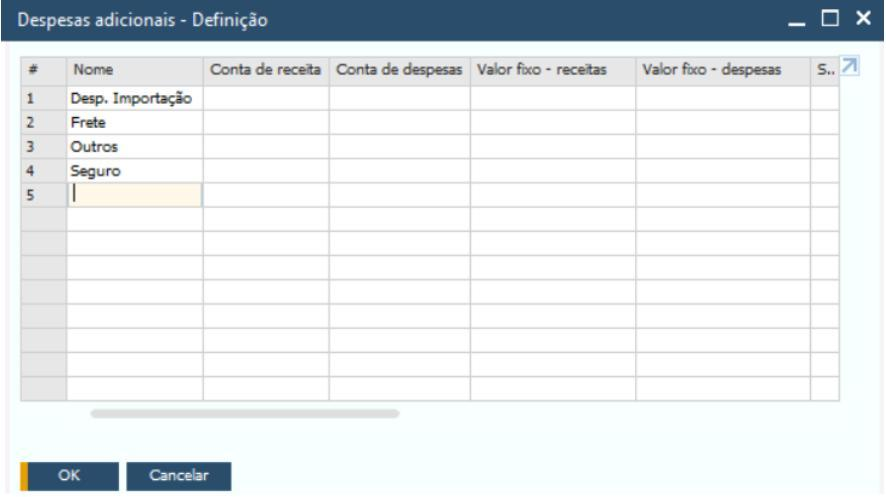 Despesas adicionais - Definição
# Nome Conta de receita Conta de despesas Valor fixo - receitas Valor fixo - despesas S..
1 Desp. Importação
2 Frete
3 Outros
4 Seguro
5
OK Cancelar